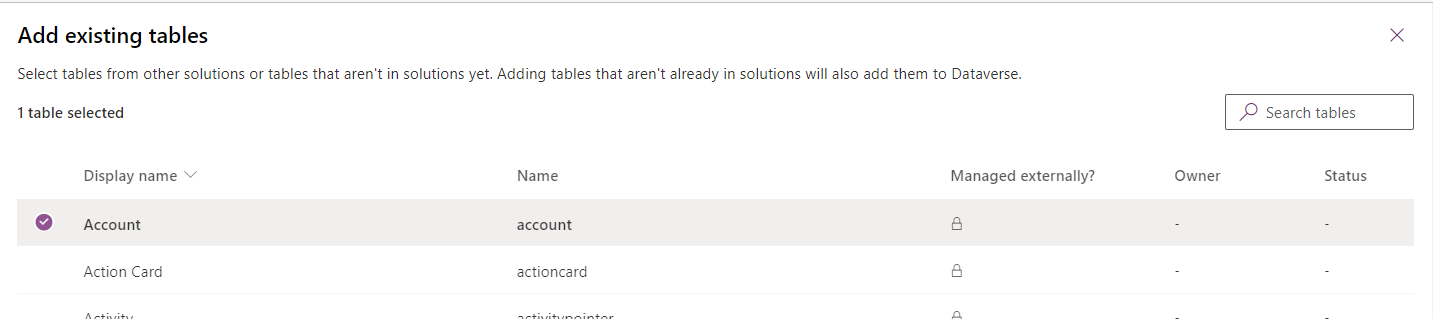 Add existing tables
Select tables from other solutions or tables that aren't in solutions yet. Adding tables that aren't already in solutions will also add them to Dataverse.
1 table selected
Search tables
Display name Name Managed externally? Owner Status
Account account - -
Action Card actioncard - -
Activity activitypointer - -